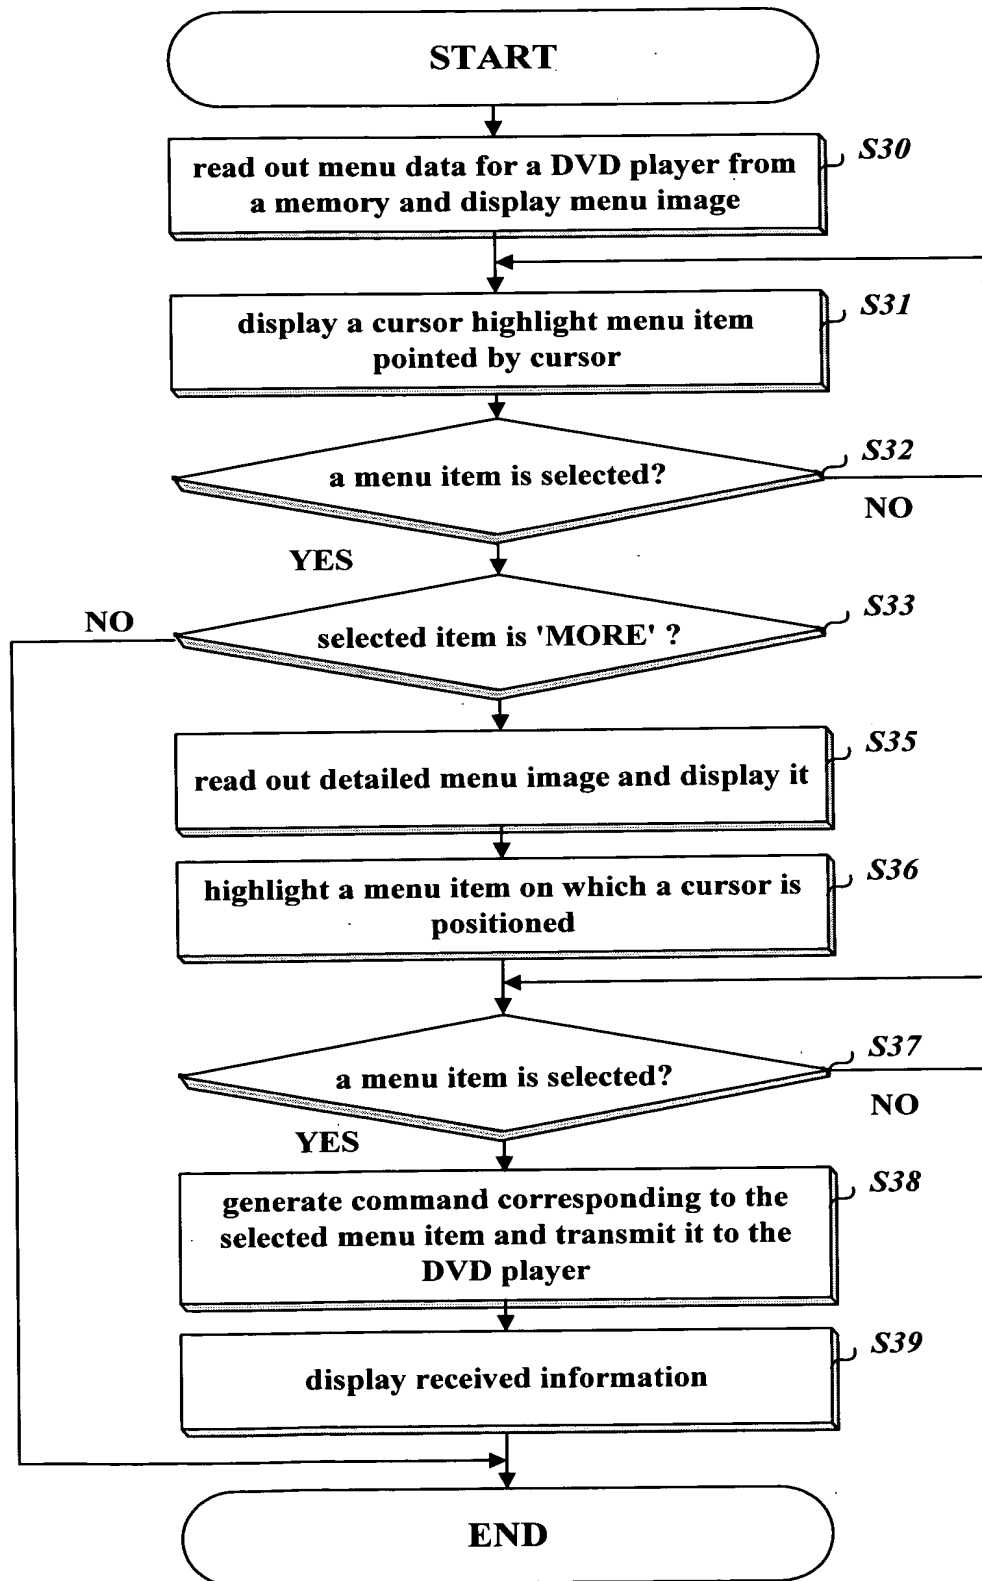 START
read out menu data for a DVD player from
a memory and display menu image
S30
display a cursor highlight menu item
pointed by cursor
S31
a menu item is selected?
S32
NO
YES
selected item is 'MORE' ?
S33
NO
read out detailed menu image and display it
S35
highlight a menu item on which a cursor is
positioned
S36
a menu item is selected?
S37
NO
YES
generate command corresponding to the
selected menu item and transmit it to the
DVD player
S38
display received information
S39
END